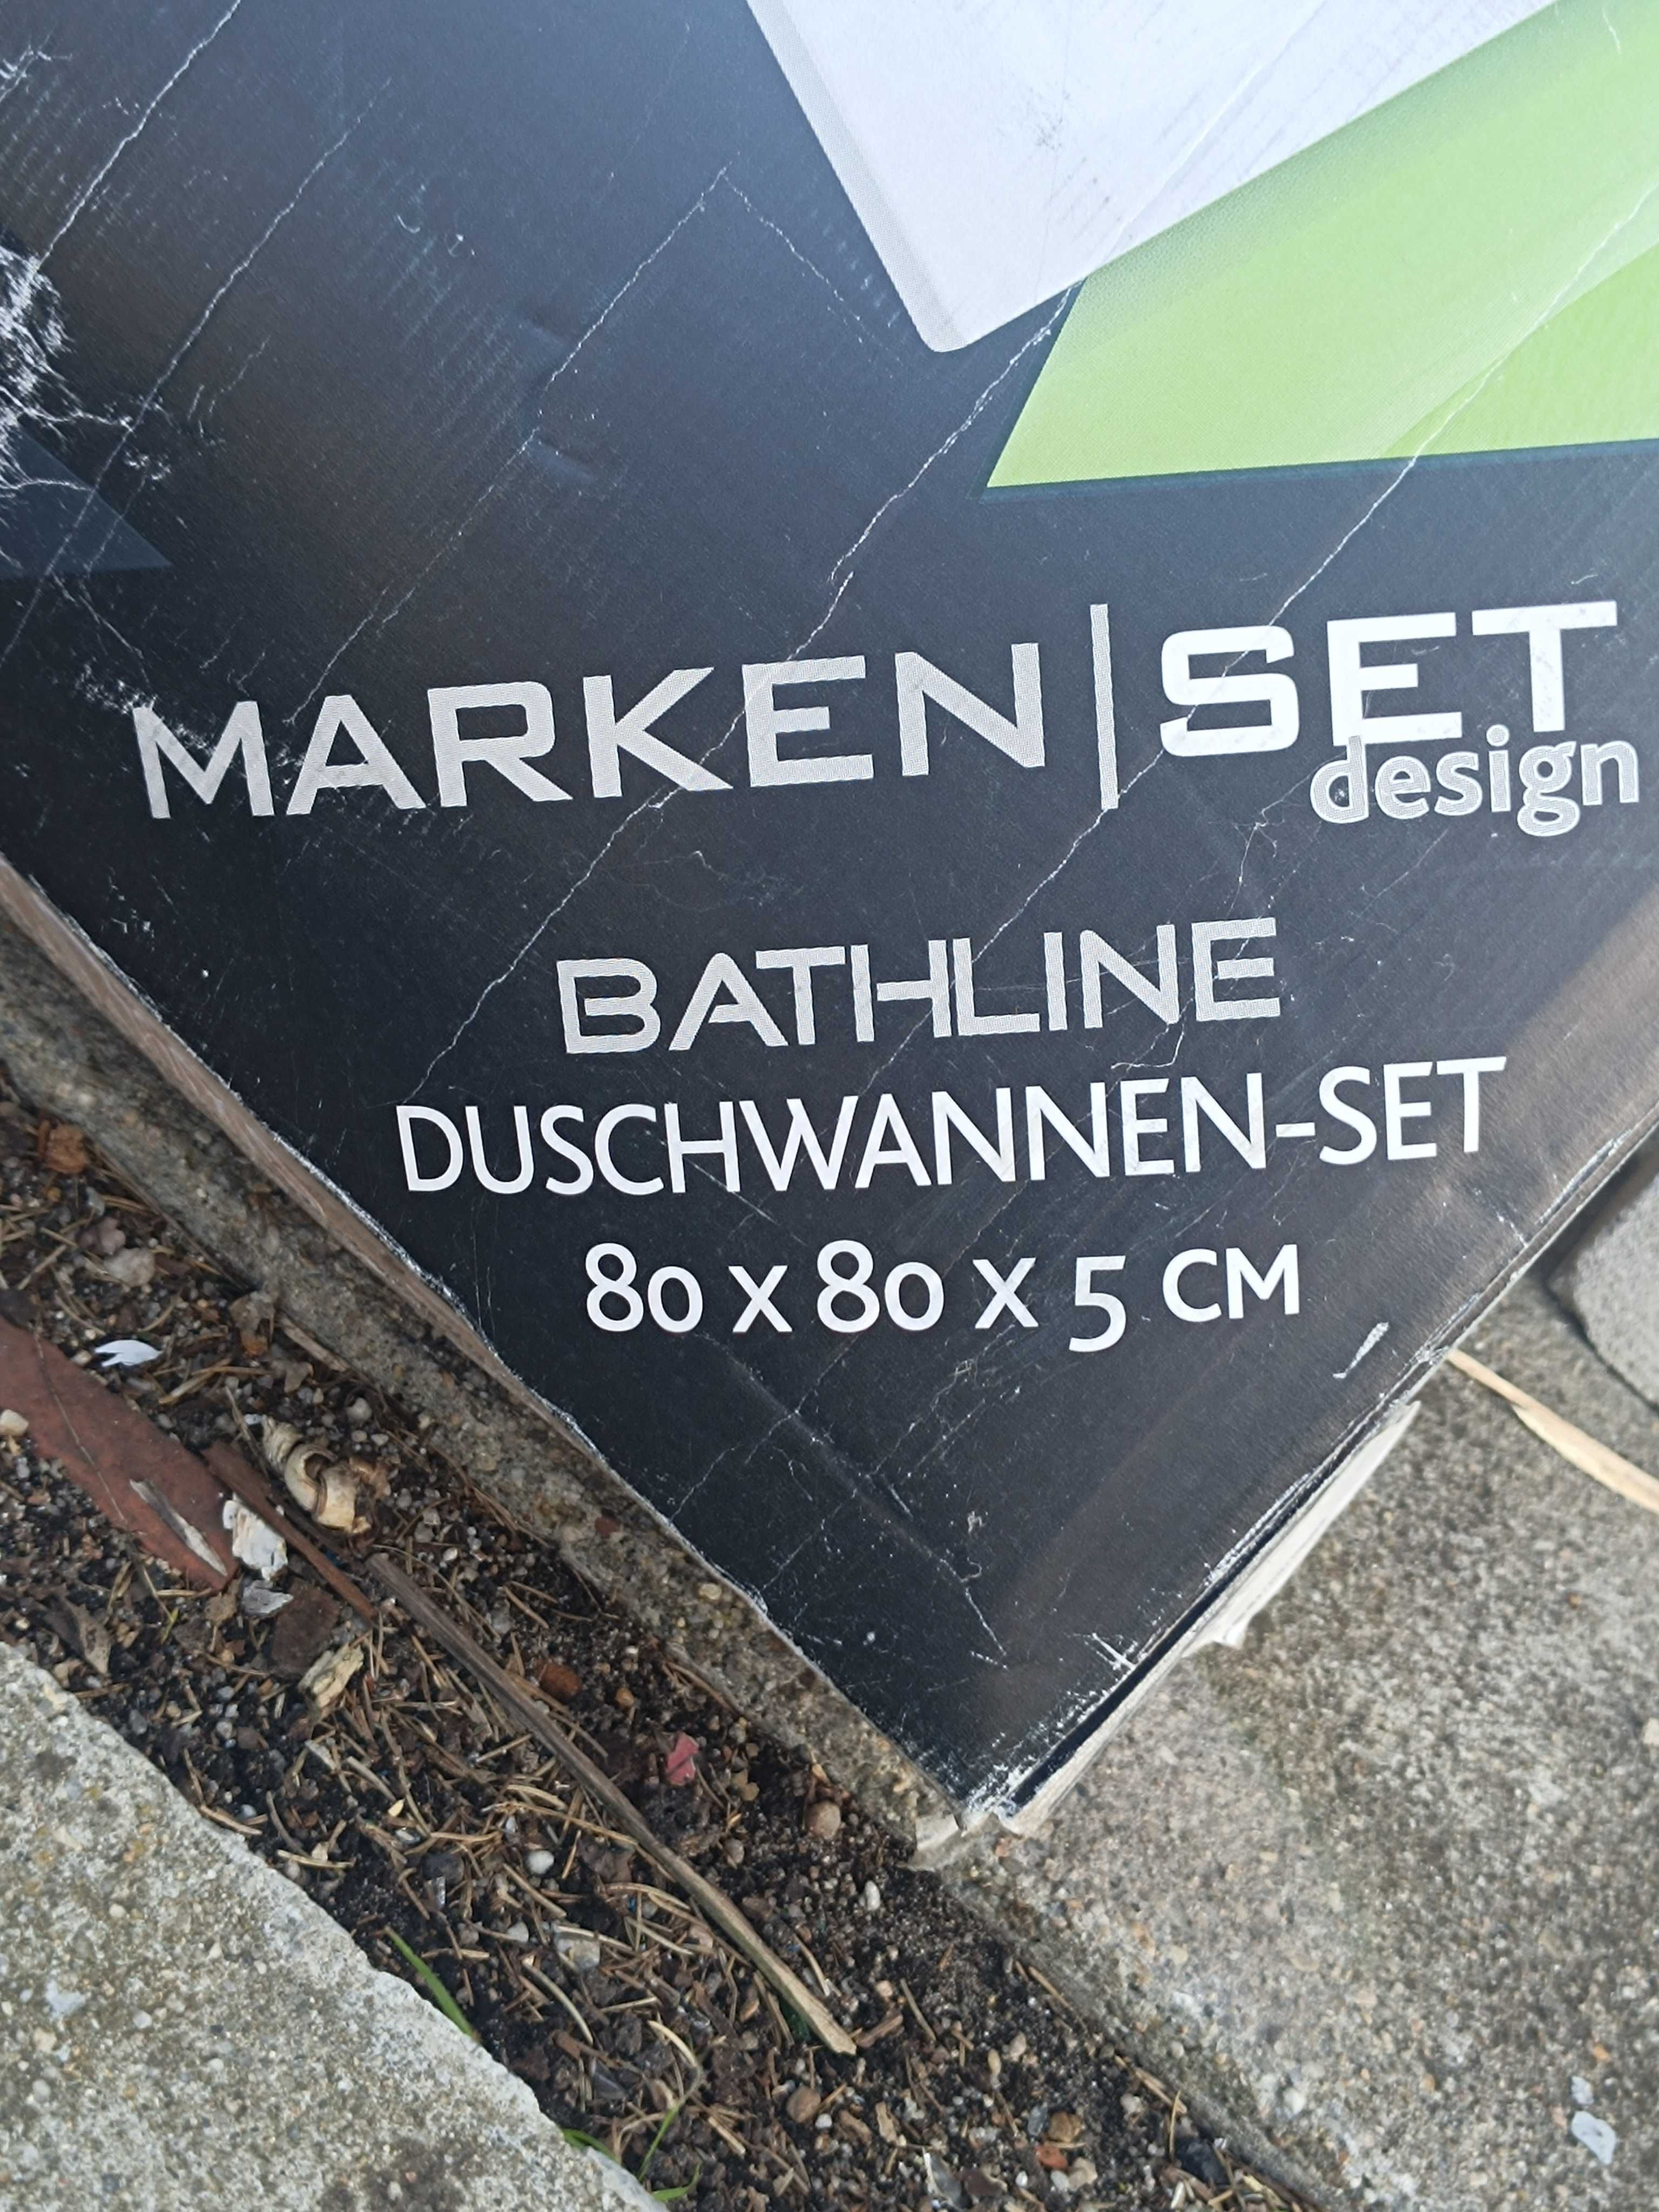 MARKEN|SET
design
BATHLINE
DUSCHWANNEN-SET
80 X 80 X 5 CM